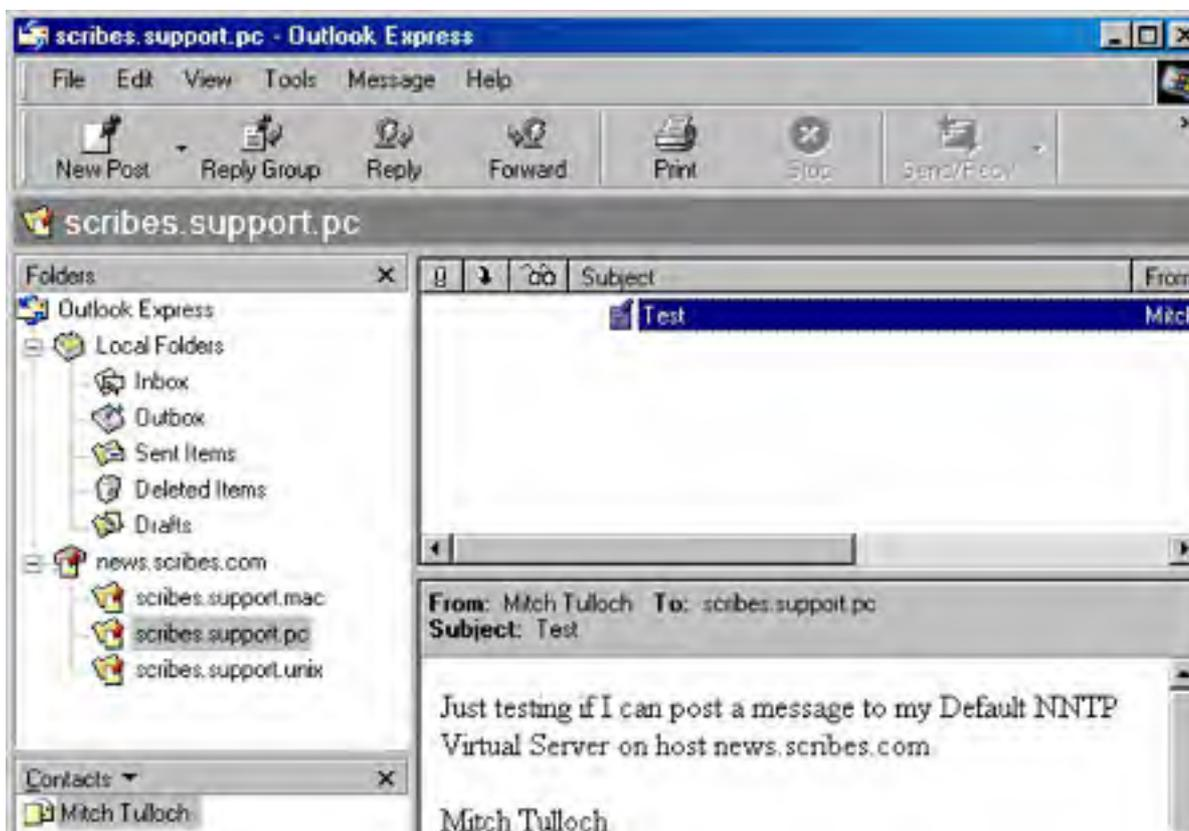 scribes.support.pc - Outlook Express
File Edit View Tools Message Help
New Post Reply Group Reply Forward Print Stop Send/Recv
scribes.support.pc
Folders
Outlook Express
Local Folders
Inbox
Outbox
Sent Items
Deleted Items
Drafts
news.scribes.com
scribes.support.mac
scribes.support.pc
scribes.support.unix
Contacts
Mitch Tulloch
Subject From
Test Mitch
From: Mitch Tulloch To: scribes.support.pc
Subject: Test
Just testing if I can post a message to my Default NNTP
Virtual Server on host news.scribes.com
Mitch Tulloch